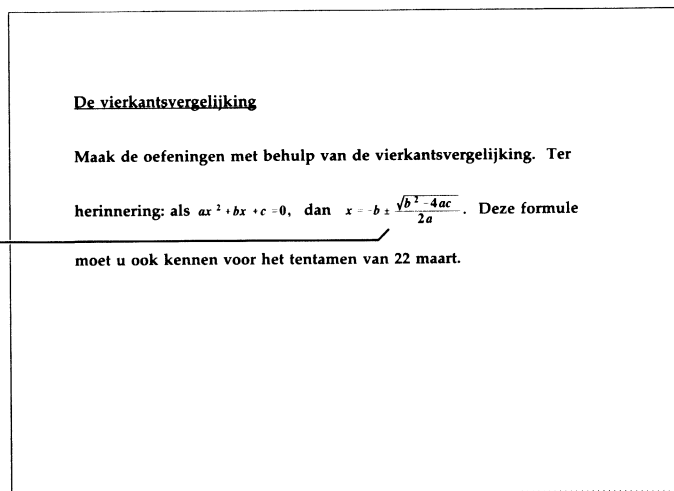 De vierkantsvergelijking
Maak de oefeningen met behulp van de vierkantsvergelijking. Ter
herinnering: als ax² + bx + c = 0, dan x = -b ± √(b² - 4ac) / 2a. Deze formule
moet u ook kennen voor het tentamen van 22 maart.